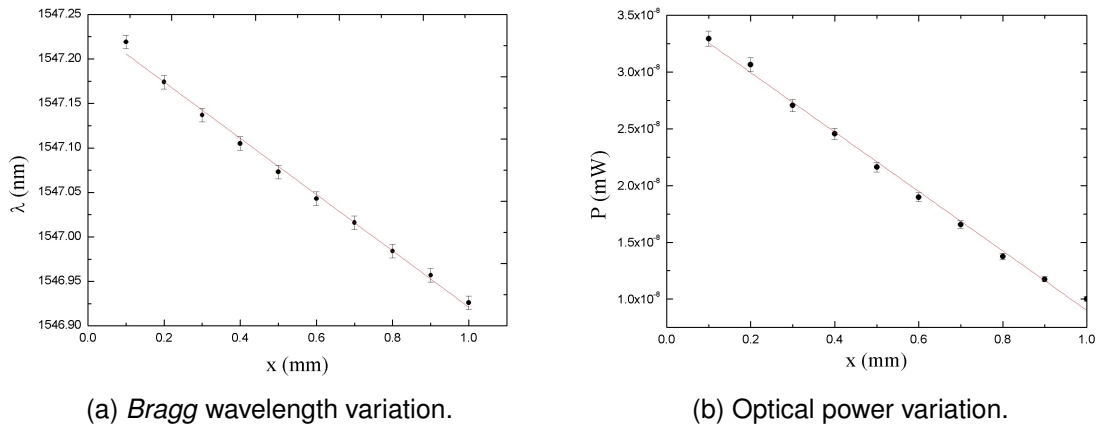 1547.25
1547.20
1547.15
1547.10
1547.05
1547.00
1546.95
1546.90
λ (nm)
0.0 0.2 0.4 0.6 0.8 1.0
x (mm)
(a) Bragg wavelength variation.
3.5x10⁻⁸
3.0x10⁻⁸
2.5x10⁻⁸
2.0x10⁻⁸
1.5x10⁻⁸
1.0x10⁻⁸
P (mW)
0.0 0.2 0.4 0.6 0.8 1.0
x (mm)
(b) Optical power variation.